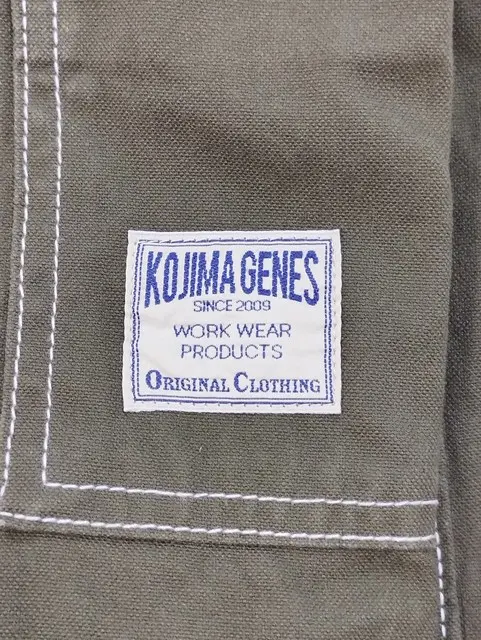 KOJIMA GENES
SINCE 2009
WORK WEAR
PRODUCTS
ORIGINAL CLOTHING